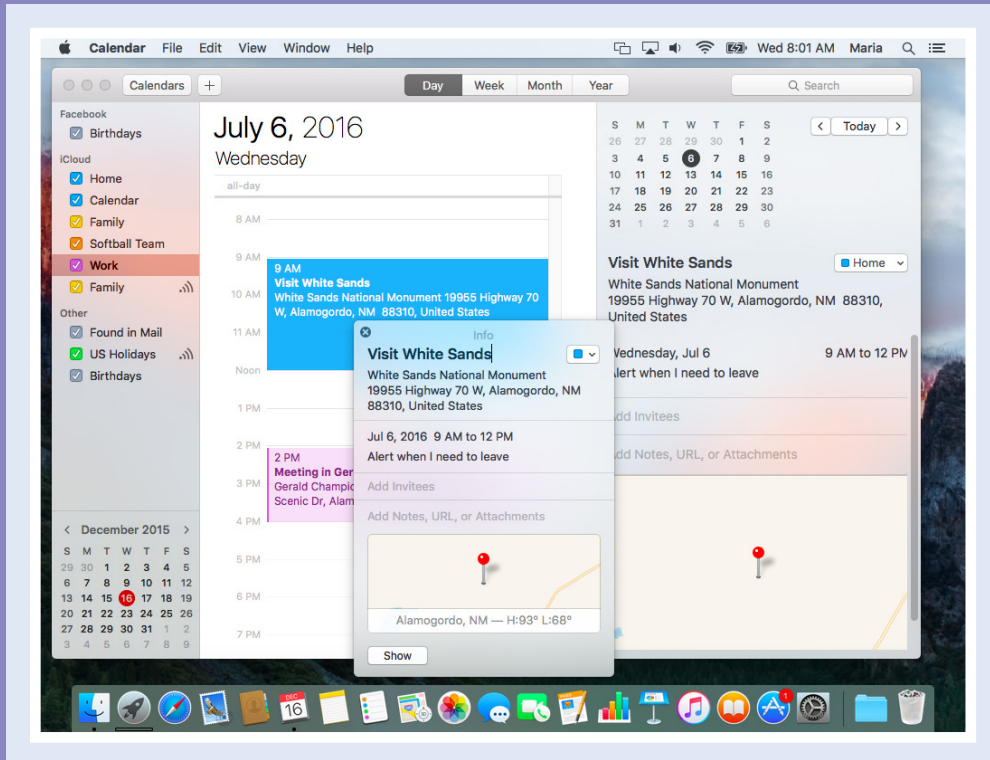 Calendar File Edit View Window Help Wed 8:01 AM Maria
Calendars + Day Week Month Year Search
Facebook
Birthdays
iCloud
Home
Calendar
Family
Softball Team
Work
Family
Other
Found in Mail
US Holidays
Birthdays
< December 2015 >
S M T W T F S
29 30 1 2 3 4 5
6 7 8 9 10 11 12
13 14 15 16 17 18 19
20 21 22 23 24 25 26
27 28 29 30 31 1 2
3 4 5 6 7 8 9
July 6, 2016
Wednesday
all-day
8 AM
9 AM
10 AM
11 AM
Noon
1 PM
2 PM
3 PM
4 PM
5 PM
6 PM
7 PM
9 AM
Visit White Sands
White Sands National Monument 19955 Highway 70
W, Alamogordo, NM 88310, United States
2 PM
Meeting in Ger
Gerald Champic
Scenic Dr, Alam
Info
Visit White Sands
White Sands National Monument
19955 Highway 70 W, Alamogordo, NM
88310, United States
Jul 6, 2016 9 AM to 12 PM
Alert when I need to leave
Add Invitees
Add Notes, URL, or Attachments
Alamogordo, NM — H:93° L:68°
Show
S M T W T F S
26 27 28 29 30 1 2
3 4 5 6 7 8 9
10 11 12 13 14 15 16
17 18 19 20 21 22 23
24 25 26 27 28 29 30
31 1 2 3 4 5 6
< Today >
Visit White Sands
Home
White Sands National Monument
19955 Highway 70 W, Alamogordo, NM 88310,
United States
Wednesday, Jul 6 9 AM to 12 PM
Alert when I need to leave
Add Invitees
Add Notes, URL, or Attachments
DEC
16
1